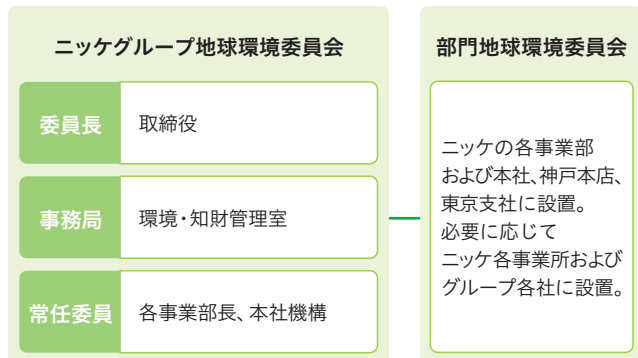 ニッケグループ地球環境委員会
委員長
取締役
事務局
環境・知財管理室
常任委員
各事業部長、本社機構
部門地球環境委員会
ニッケの各事業部
および本社、神戸本店、
東京支社に設置。
必要に応じて
ニッケ各事業所および
グループ各社に設置。